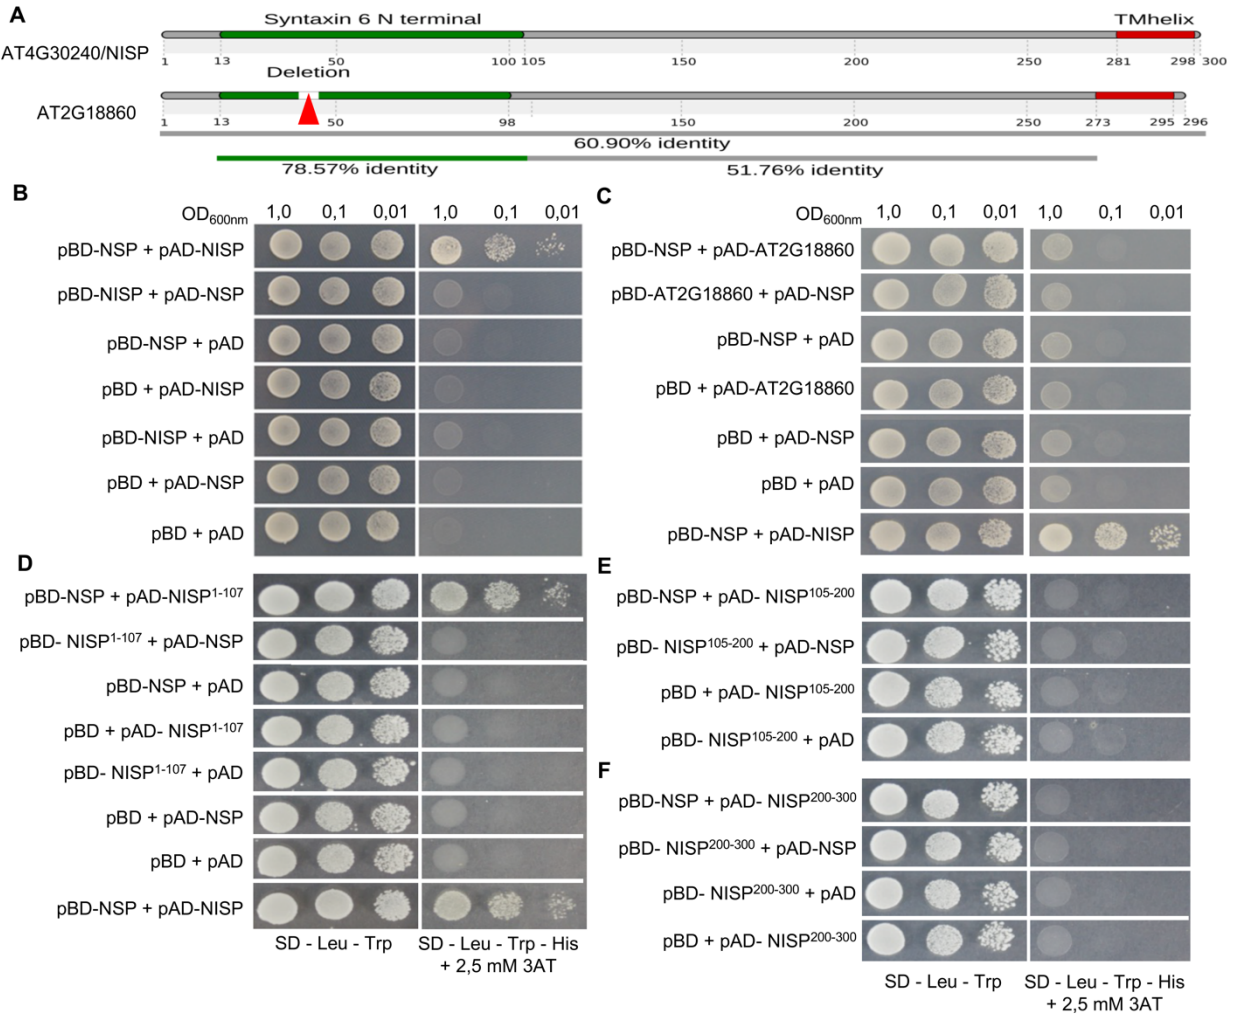 A
Syntaxin 6 N terminal
TMhelix
AT4G30240/NISP
1 13 50 100 105 150 200 250 281 298 300
Deletion
AT2G18860
1 13 50 98 150 200 250 273 295 296
60.90% identity
78.57% identity
51.76% identity
B
OD600nm 1,0 0,1 0,01 1,0 0,1 0,01
pBD-NSP + pAD-NISP
pBD-NISP + pAD-NSP
pBD-NSP + pAD
pBD + pAD-NISP
pBD-NISP + pAD
pBD + pAD-NSP
pBD + pAD
C
OD600nm 1,0 0,1 0,01 1,0 0,1 0,01
pBD-NSP + pAD-AT2G18860
pBD-AT2G18860 + pAD-NSP
pBD-NSP + pAD
pBD + pAD-AT2G18860
pBD + pAD-NSP
pBD + pAD
pBD-NSP + pAD-NISP
D
pBD-NSP + pAD-NISP1-107
pBD- NISP1-107 + pAD-NSP
pBD-NSP + pAD
pBD + pAD- NISP1-107
pBD- NISP1-107 + pAD
pBD + pAD-NSP
pBD + pAD
pBD-NSP + pAD-NISP
SD - Leu - Trp
SD - Leu - Trp - His
+ 2,5 mM 3AT
E
pBD-NSP + pAD- NISP105-200
pBD- NISP105-200 + pAD-NSP
pBD + pAD- NISP105-200
pBD- NISP105-200 + pAD
F
pBD-NSP + pAD- NISP200-300
pBD- NISP200-300 + pAD-NSP
pBD- NISP200-300 + pAD
pBD + pAD- NISP200-300
SD - Leu - Trp
SD - Leu - Trp - His
+ 2,5 mM 3AT